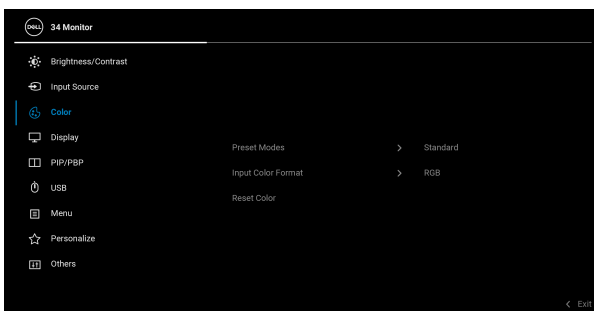 DELL 34 Monitor
Brightness/Contrast
Input Source
Color
Display
Preset Modes > Standard
PIP/PBP
Input Color Format > RGB
USB
Reset Color
Menu
Personalize
Others
< Exit